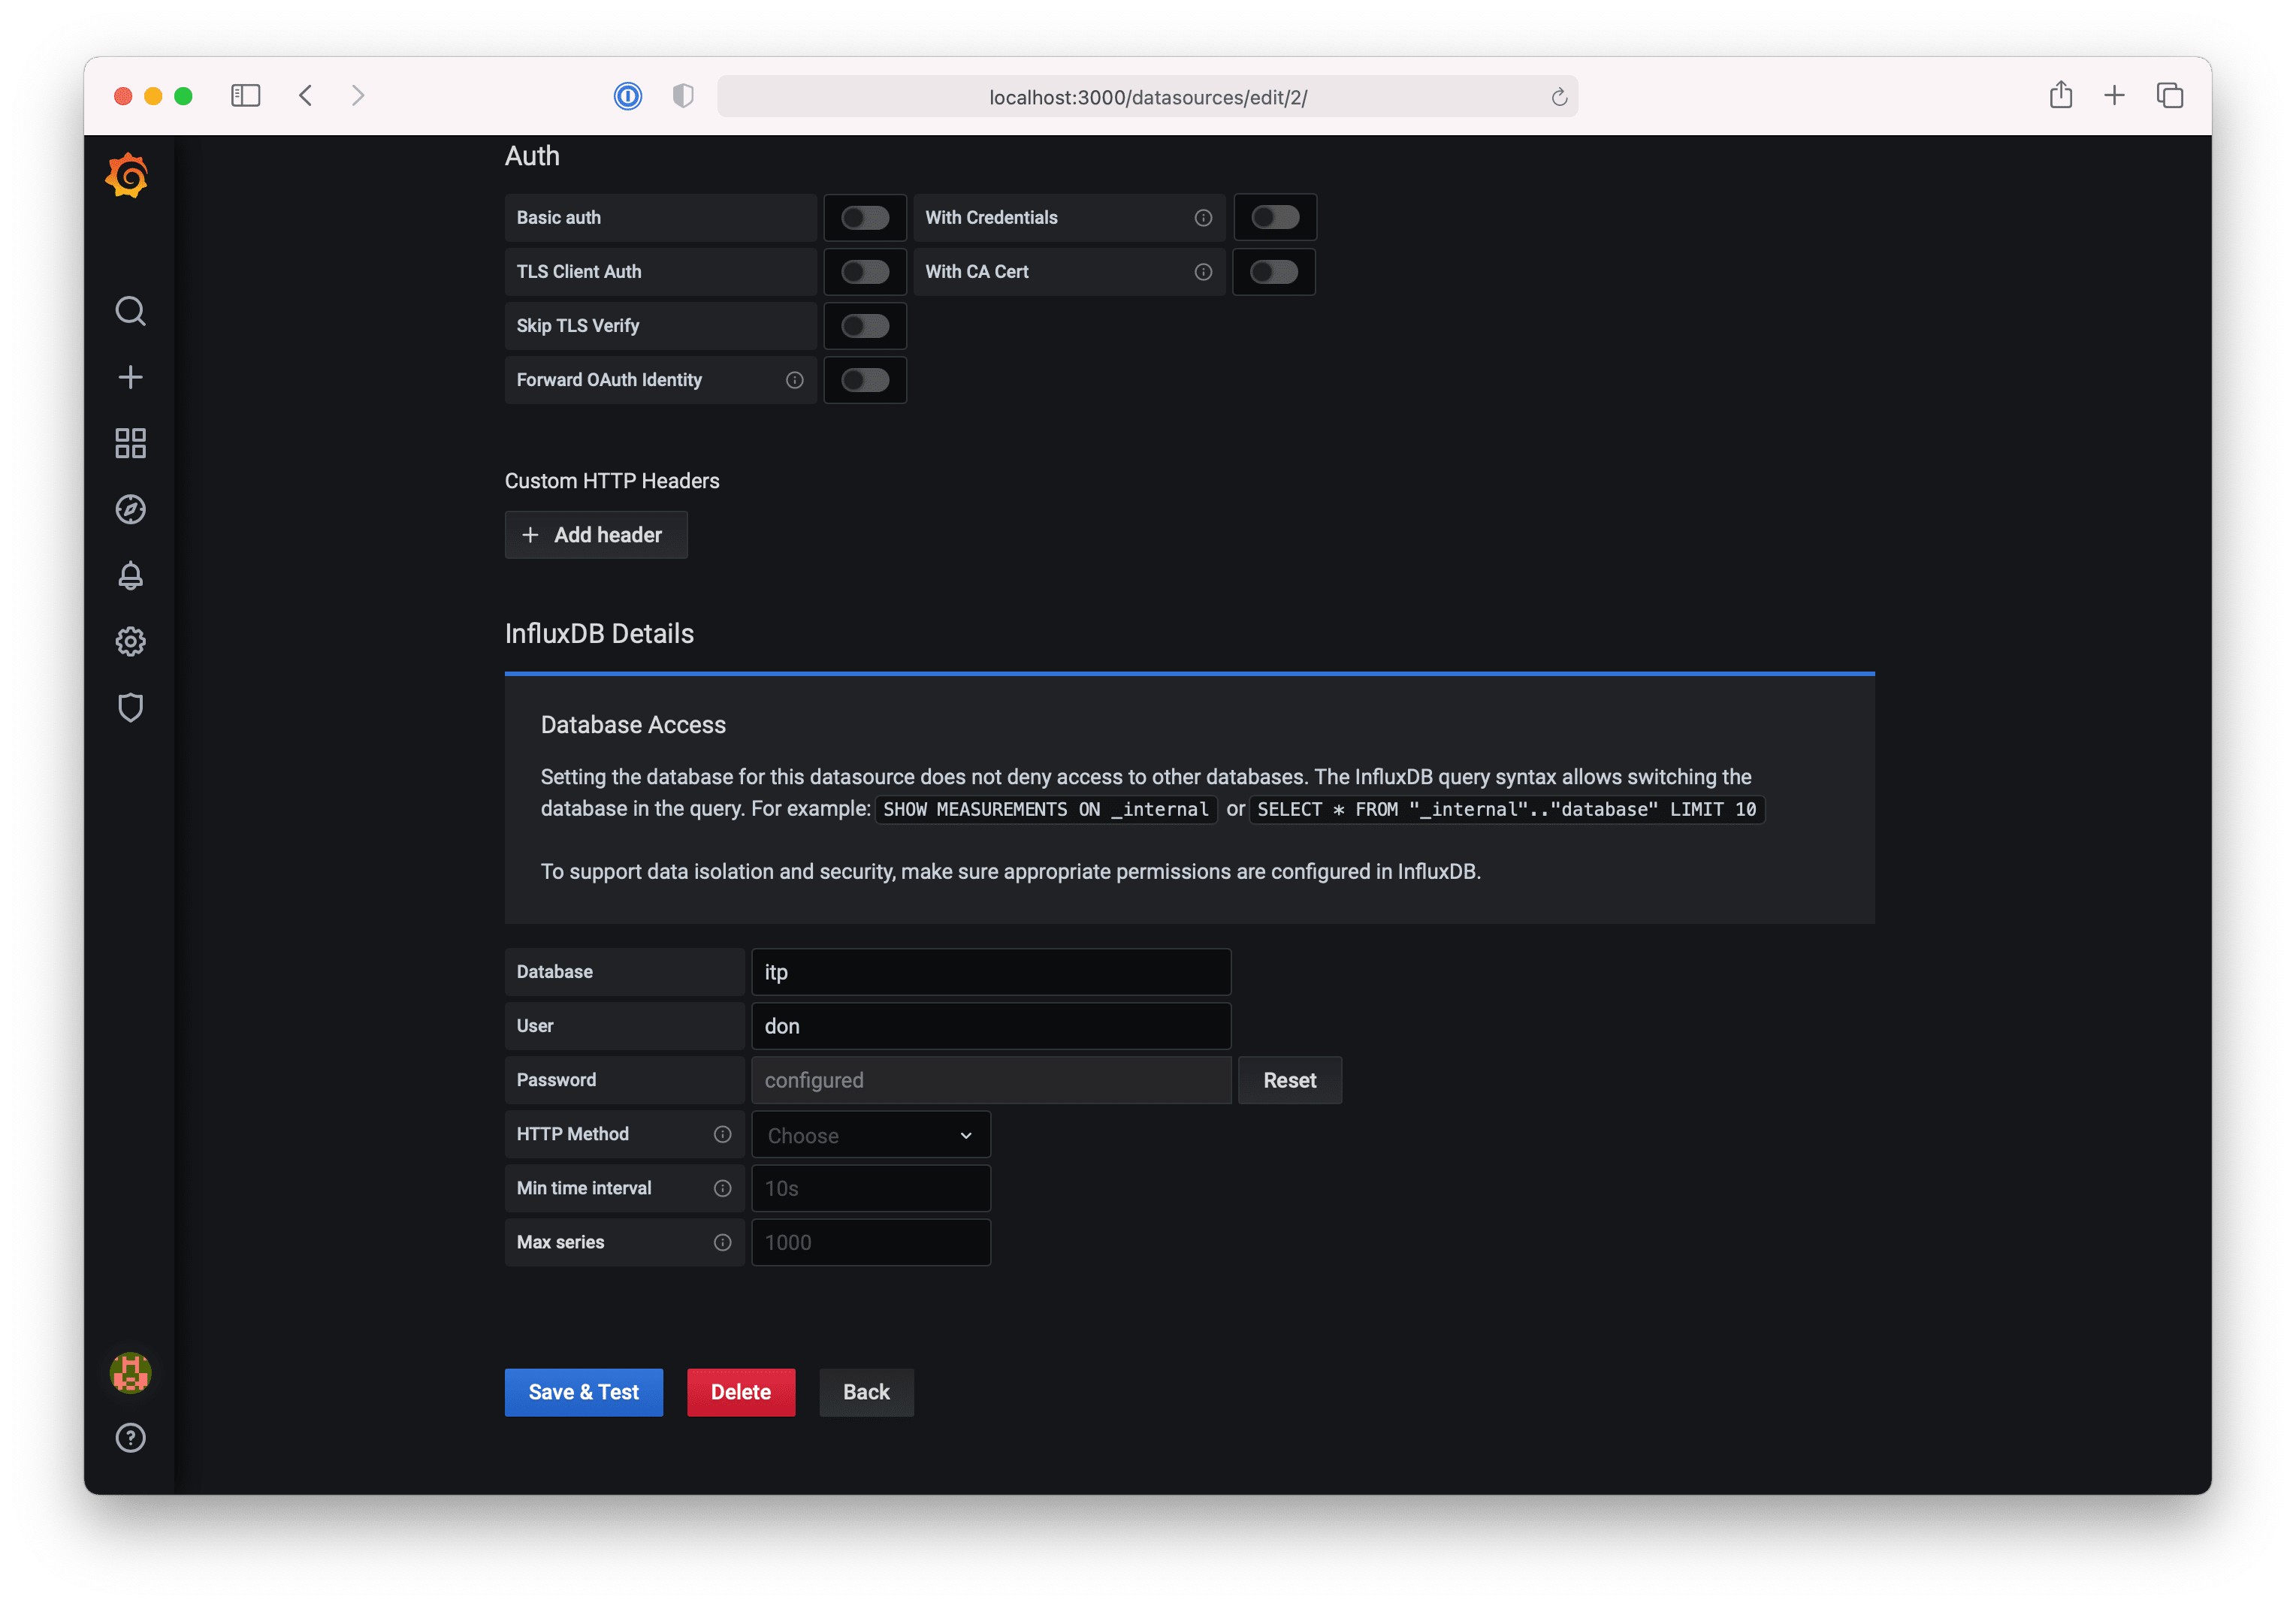 localhost:3000/datasources/edit/2/
Auth
Basic auth
With Credentials
TLS Client Auth
With CA Cert
Skip TLS Verify
Forward OAuth Identity
Custom HTTP Headers
+ Add header
InfluxDB Details
Database Access
Setting the database for this datasource does not deny access to other databases. The InfluxDB query syntax allows switching the
database in the query. For example: SHOW MEASUREMENTS ON _internal or SELECT * FROM "_internal".."database" LIMIT 10
To support data isolation and security, make sure appropriate permissions are configured in InfluxDB.
Database itp
User don
Password configured Reset
HTTP Method Choose
Min time interval 10s
Max series 1000
Save & Test Delete Back